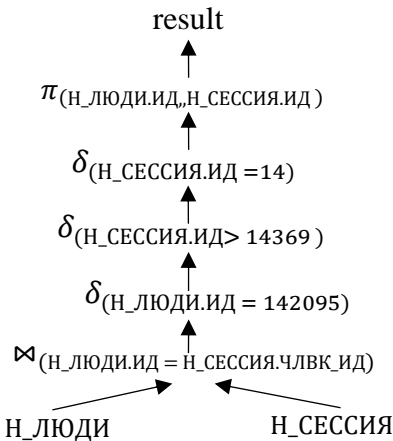 result
π(Н_ЛЮДИ.ИД,,Н_СЕССИЯ.ИД )
δ(Н_СЕССИЯ.ИД =14)
δ(Н_СЕССИЯ.ИД> 14369 )
δ(Н_ЛЮДИ.ИД = 142095)
⋈(Н_ЛЮДИ.ИД = Н_СЕССИЯ.ЧЛВК_ИД)
Н_ЛЮДИ Н_СЕССИЯ